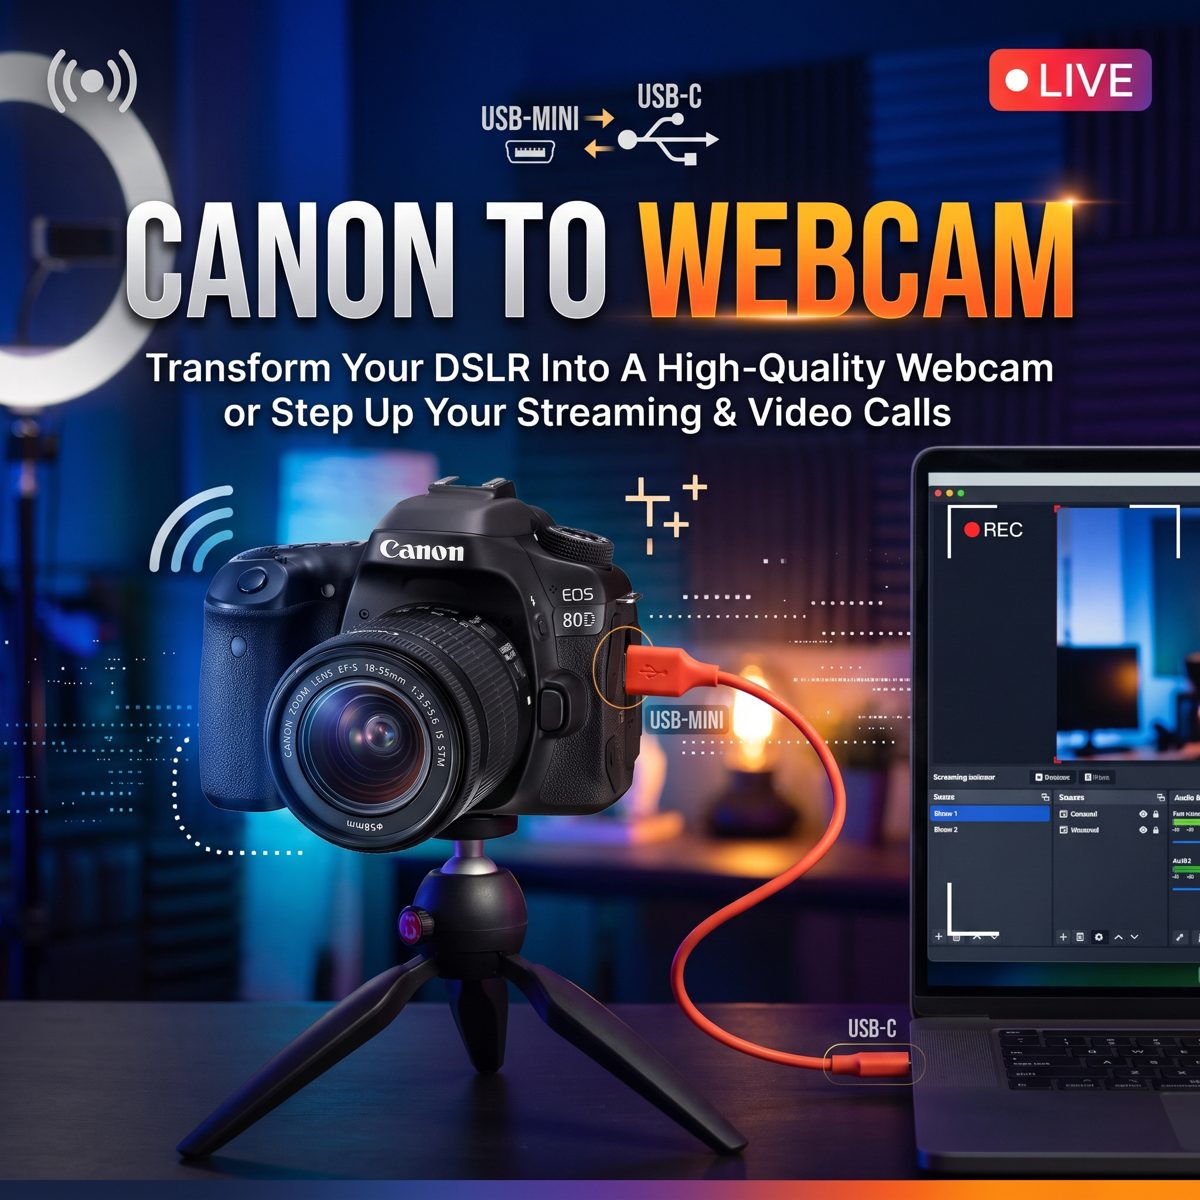 LIVE
USB-C
USB-MINI
CANON TO WEBCAM
Transform Your DSLR Into A High-Quality Webcam
or Step Up Your Streaming & Video Calls
Canon
EOS
80D
CANON ZOOM LENS EF-S 18-55mm 1:3.5-5.6 IS STM
Φ58mm
USB-MINI
REC
Streaming
USB-C